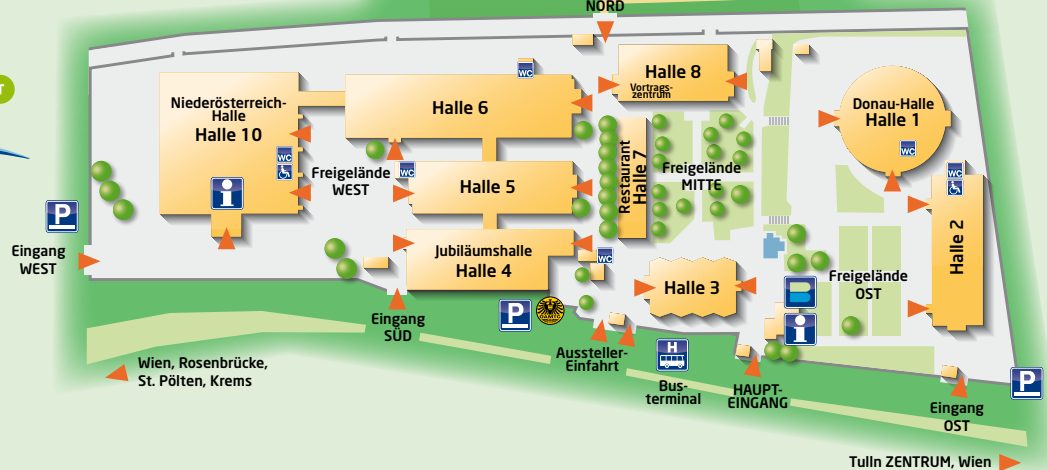 NORD
Halle 8
Vortrags-
zentrum
Niederösterreich-
Halle
Halle 10
Halle 6
WC
Donau-Halle
Halle 1
WC
WC
Freigelände
WEST
WC
Halle 5
Restaurant
Halle 7
Freigelände
MITTE
WC
i
P
Eingang
WEST
Jubiläumshalle
Halle 4
WC
Halle 3
Freigelände
OST
Halle 2
B
i
P
Eingang
SÜD
Aussteller-
Einfahrt
H
Bus-
terminal
HAUPT-
EINGANG
P
Eingang
OST
Wien, Rosenbrücke,
St. Pölten, Krems
Tulln ZENTRUM, Wien